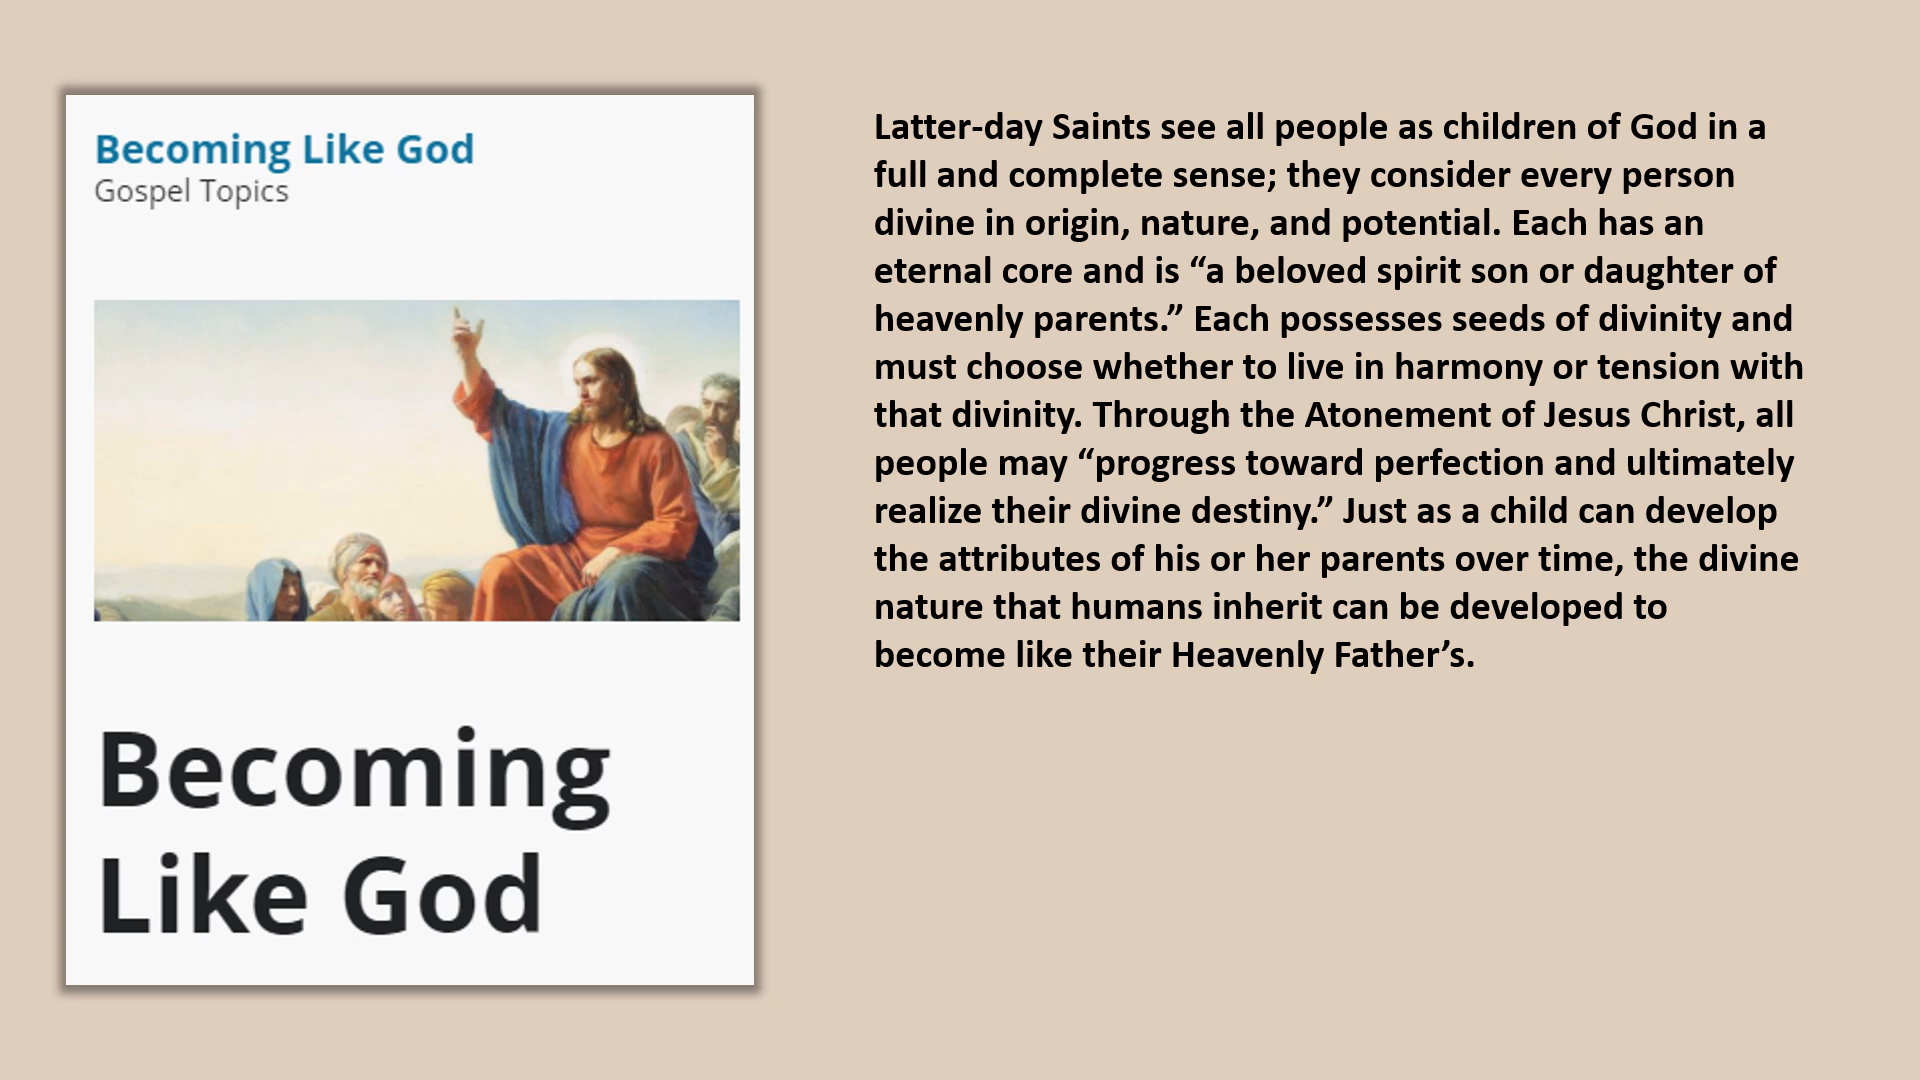 Becoming Like God
Gospel Topics
Becoming
Like God
Latter-day Saints see all people as children of God in a
full and complete sense; they consider every person
divine in origin, nature, and potential. Each has an
eternal core and is “a beloved spirit son or daughter of
heavenly parents.” Each possesses seeds of divinity and
must choose whether to live in harmony or tension with
that divinity. Through the Atonement of Jesus Christ, all
people may “progress toward perfection and ultimately
realize their divine destiny.” Just as a child can develop
the attributes of his or her parents over time, the divine
nature that humans inherit can be developed to
become like their Heavenly Father’s.